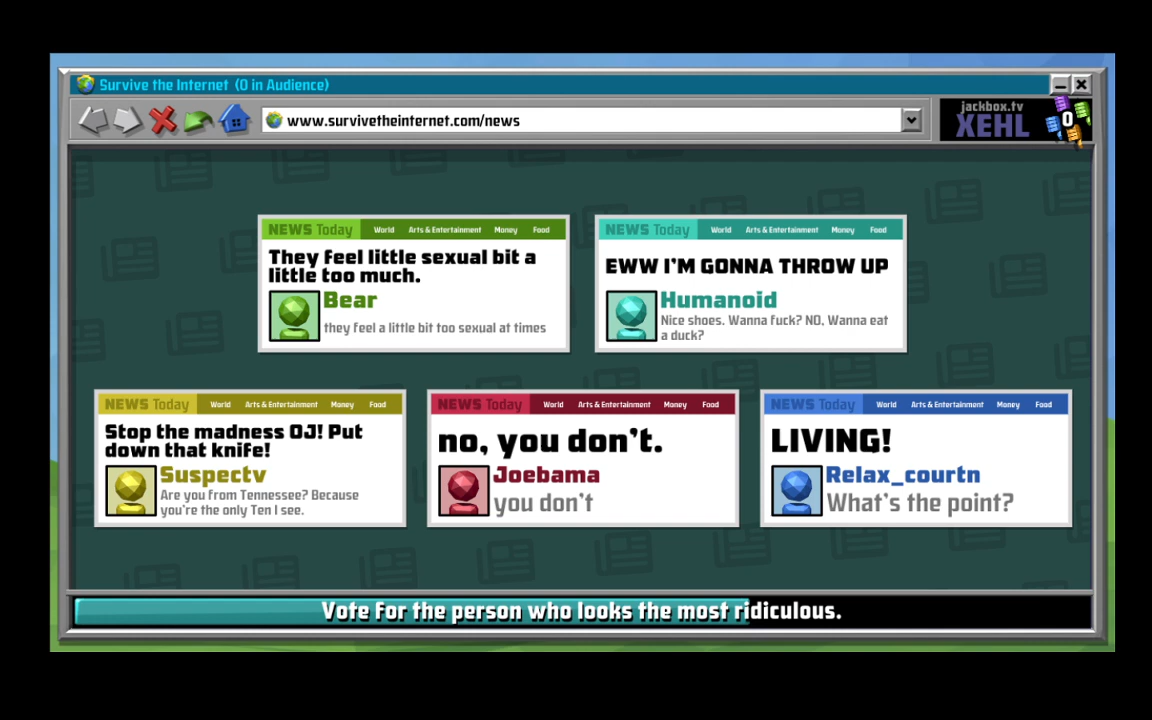 Survive the Internet (0 in Audience)
www.survivetheinternet.com/news
jackbox.tv
XEHL
0
NEWS Today World Arts & Entertainment Money Food
They feel little sexual bit a
little too much.
Bear
they feel a little bit too sexual at times
NEWS Today World Arts & Entertainment Money Food
EWW I'M GONNA THROW UP
Humanoid
Nice shoes. Wanna fuck? NO, Wanna eat
a duck?
NEWS Today World Arts & Entertainment Money Food
Stop the madness OJ! Put
down that knife!
Suspectv
Are you from Tennessee? Because
you're the only Ten I see.
NEWS Today World Arts & Entertainment Money Food
no, you don't.
Joebama
you don't
NEWS Today World Arts & Entertainment Money Food
LIVING!
Relax_courtn
What's the point?
Vote for the person who looks the most ridiculous.